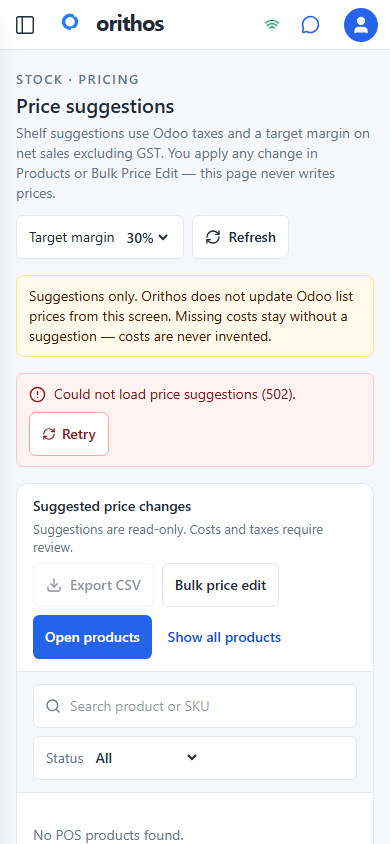 orithos
STOCK · PRICING
Price suggestions
Shelf suggestions use Odoo taxes and a target margin on
net sales excluding GST. You apply any change in
Products or Bulk Price Edit — this page never writes
prices.
Target margin 30% Refresh
Suggestions only. Orithos does not update Odoo list
prices from this screen. Missing costs stay without a
suggestion — costs are never invented.
Could not load price suggestions (502).
Retry
Suggested price changes
Suggestions are read-only. Costs and taxes require
review.
Export CSV Bulk price edit
Open products Show all products
Search product or SKU
Status All
No POS products found.